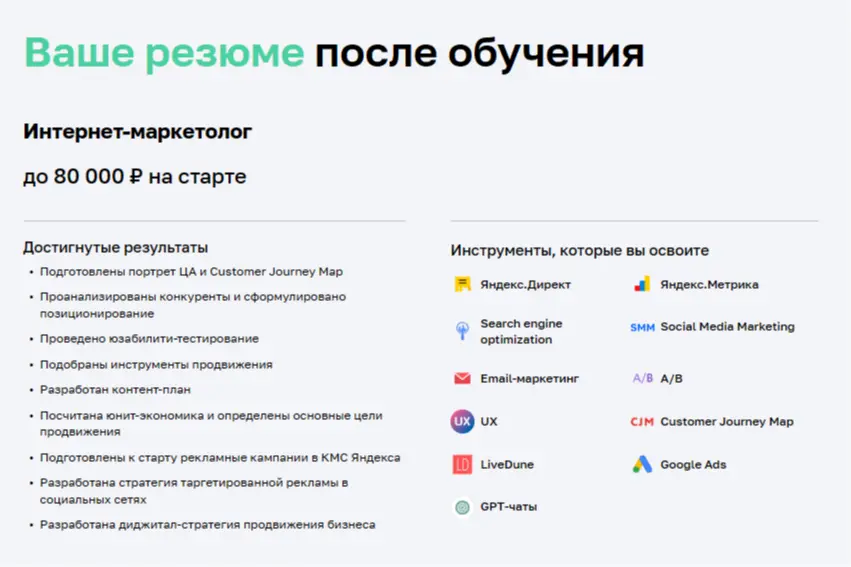 Ваше резюме после обучения
Интернет-маркетолог
до 80 000 ₽ на старте
Достигнутые результаты
• Подготовлены портрет ЦА и Customer Journey Map
• Проанализированы конкуренты и сформулировано
позиционирование
• Проведено юзабилити-тестирование
• Подобраны инструменты продвижения
• Разработан контент-план
• Посчитана юнит-экономика и определены основные цели
продвижения
• Подготовлены к старту рекламные кампании в КМС Яндекса
• Разработана стратегия таргетированной рекламы в
социальных сетях
• Разработана диджитал-стратегия продвижения бизнеса
Инструменты, которые вы освоите
Яндекс.Директ
Яндекс.Метрика
Search engine
optimization
SMM Social Media Marketing
Email-маркетинг
A/B A/B
UX UX
CJM Customer Journey Map
LD LiveDune
Google Ads
GPT-чаты